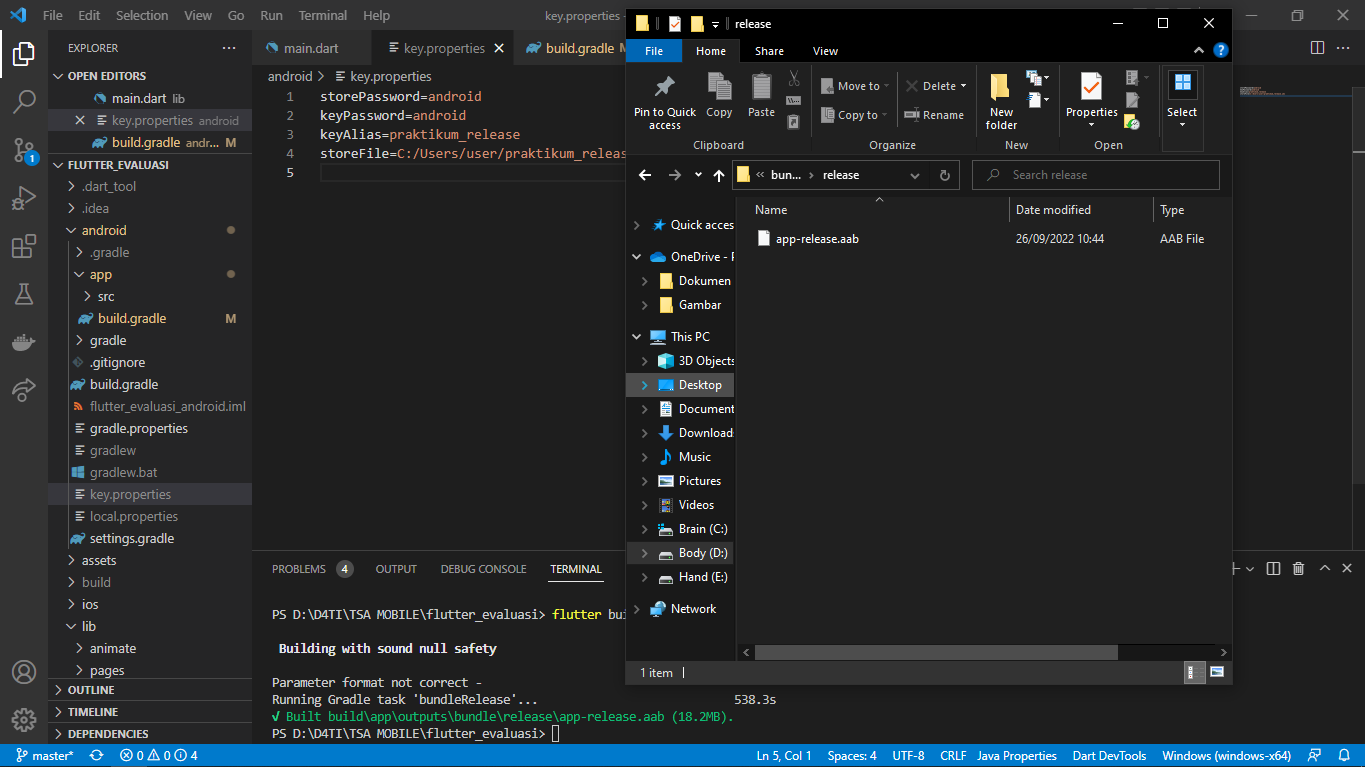 File Edit Selection View Go Run Terminal Help
key.properties -
EXPLORER
OPEN EDITORS
main.dart lib
key.properties android
build.gradle andr... M
FLUTTER_EVALUASI
.dart_tool
.idea
android
.gradle
app
src
build.gradle M
gradle
.gitignore
build.gradle
flutter_evaluasi_android.iml
gradle.properties
gradlew
gradlew.bat
key.properties
local.properties
settings.gradle
assets
build
ios
lib
animate
pages
OUTLINE
TIMELINE
DEPENDENCIES
1
main.dart
key.properties
build.gradle M
android > key.properties
1 storePassword=android
2 keyPassword=android
3 keyAlias=praktikum_release
4 storeFile=C:/Users/user/praktikum_releas
5
PROBLEMS 4 OUTPUT DEBUG CONSOLE TERMINAL
PS D:\D4TI\TSA MOBILE\flutter_evaluasi> flutter bui
Building with sound null safety
Parameter format not correct -
Running Gradle task 'bundleRelease'... 538.3s
√ Built build\app\outputs\bundle\release\app-release.aab (18.2MB).
PS D:\D4TI\TSA MOBILE\flutter_evaluasi>
release
File Home Share View
Pin to Quick access
Copy
Paste
Clipboard
Move to
Copy to
Delete
Rename
Organize
New folder
New
Properties
Open
Select
bun... > release
Search release
Quick acces
OneDrive - P
Dokumen
Gambar
This PC
3D Objects
Desktop
Document
Download
Music
Pictures
Videos
Brain (C:)
Body (D:)
Hand (E:)
Network
Name Date modified Type
app-release.aab 26/09/2022 10:44 AAB File
1 item
master* 0 0 4 Ln 5, Col 1 Spaces: 4 UTF-8 CRLF Java Properties Dart DevTools Windows (windows-x64)